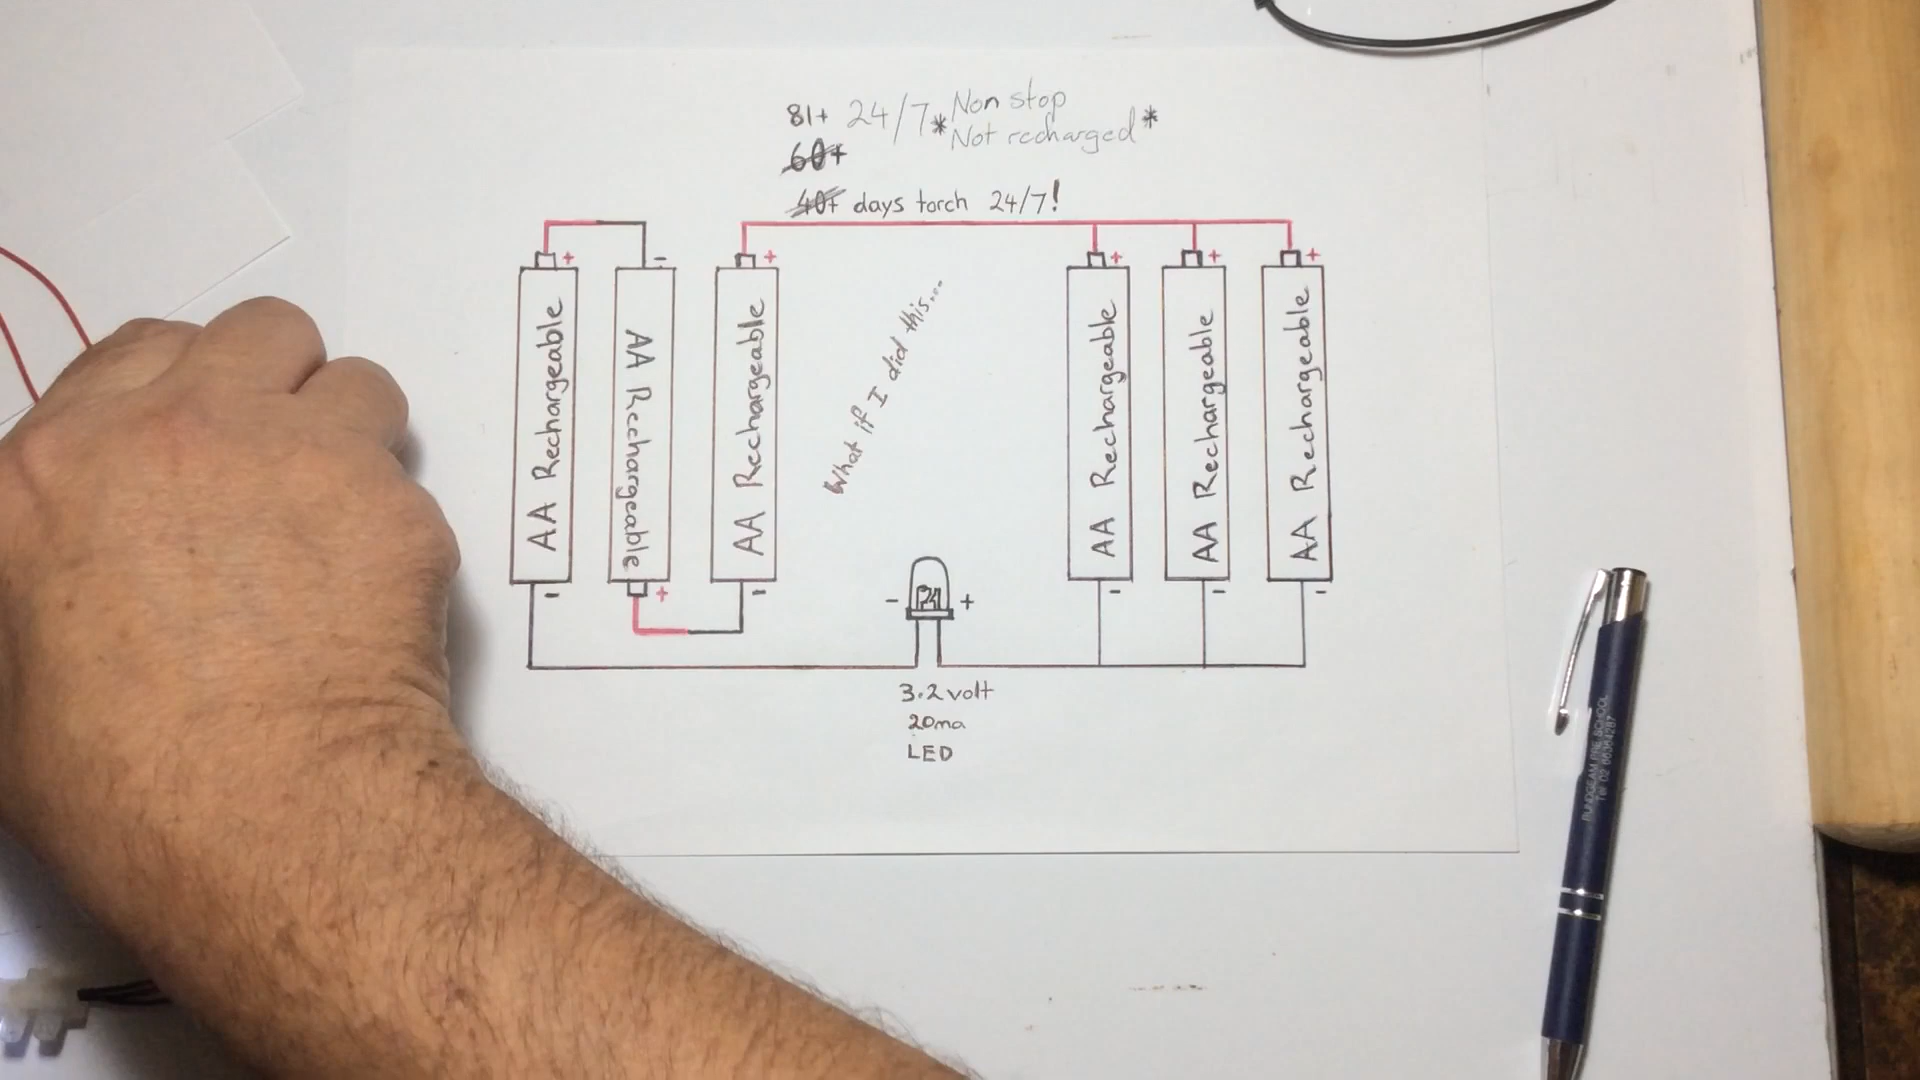 81+ 24/7 *Non stop
Not recharged*
60+
40+ days torch 24/7!
+ - + + + +
AA Rechargeable
AA Rechargeable
AA Rechargeable
What if I did this...
AA Rechargeable
AA Rechargeable
AA Rechargeable
- + - - + - - -
3.2 volt
20ma
LED